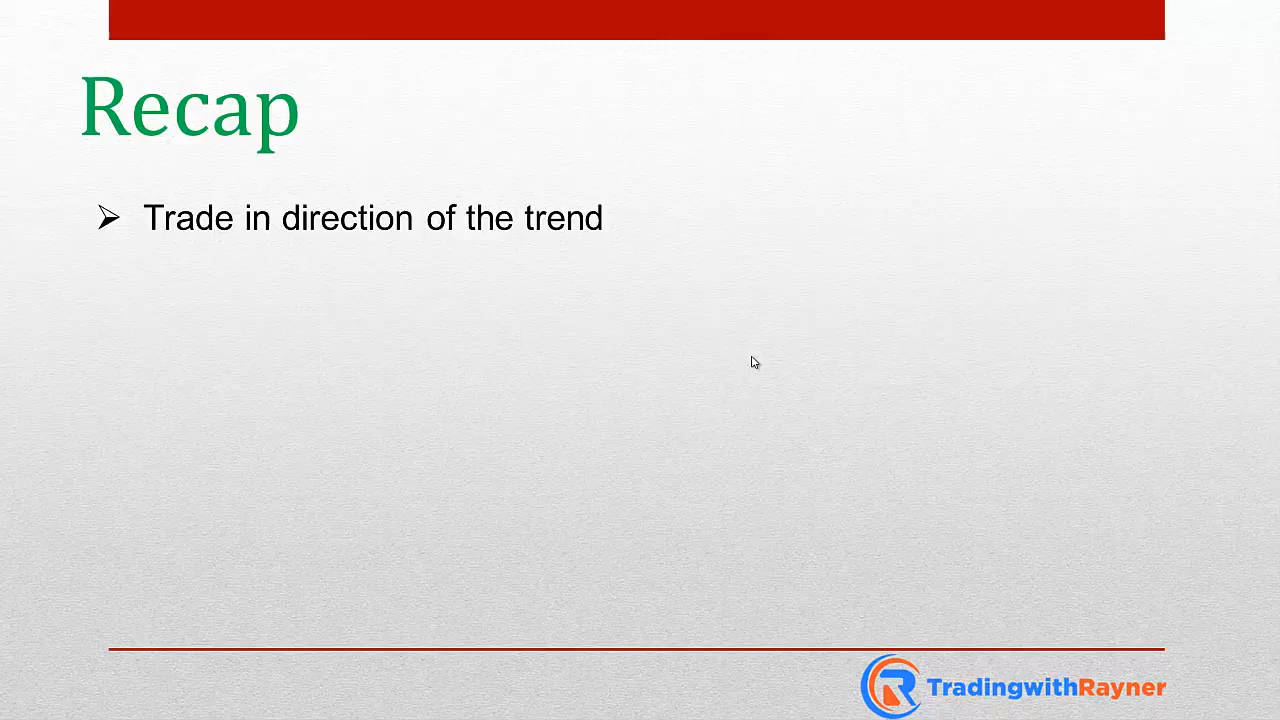 Recap
➢ Trade in direction of the trend
TradingwithRayner